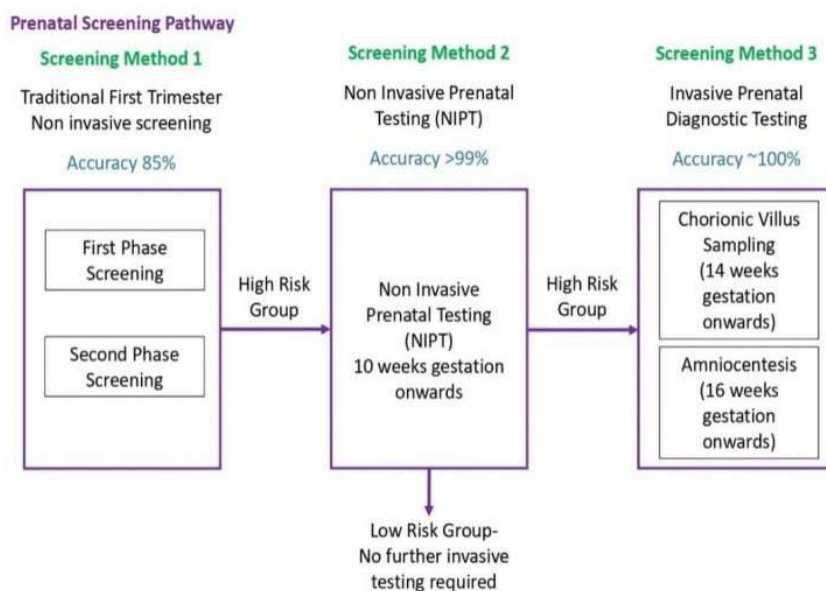 Prenatal Screening Pathway
Screening Method 1
Traditional First Trimester
Non invasive screening
Accuracy 85%
First Phase
Screening
Second Phase
Screening
High Risk
Group
Screening Method 2
Non Invasive Prenatal
Testing (NIPT)
Accuracy >99%
Non Invasive
Prenatal Testing
(NIPT)
10 weeks gestation
onwards
Low Risk Group-
No further invasive
testing required
High Risk
Group
Screening Method 3
Invasive Prenatal
Diagnostic Testing
Accuracy ~100%
Chorionic Villus
Sampling
(14 weeks
gestation
onwards)
Amniocentesis
(16 weeks
gestation
onwards)